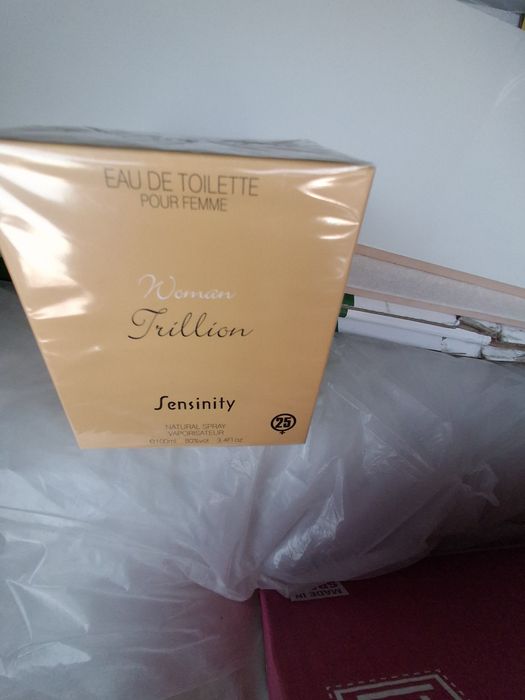 EAU DE TOILETTE
POUR FEMME
Woman
Trillion
Sensinity
NATURAL SPRAY
VAPORISATEUR
25
e100ml 80%vol 3.4fl oz
MADE IN